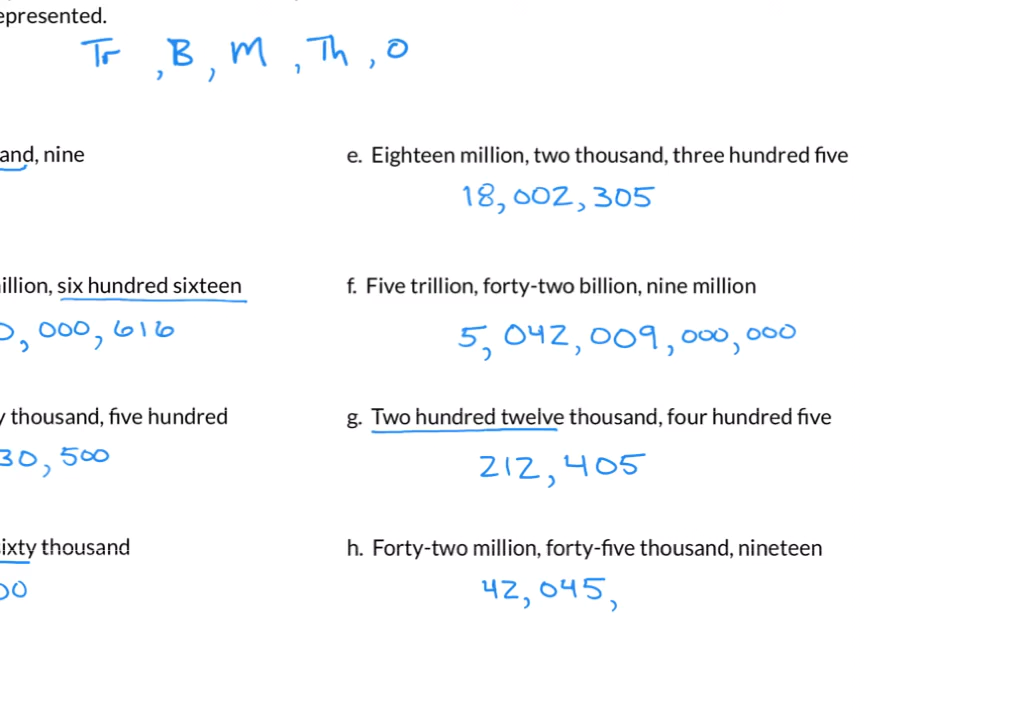 epresented.
Tr , B , M , Th , O
and, nine
e. Eighteen million, two thousand, three hundred five
18,002,305
illion, six hundred sixteen
0,000,616
f. Five trillion, forty-two billion, nine million
5,042,009,000,000
y thousand, five hundred
30,500
g. Two hundred twelve thousand, four hundred five
212,405
ixty thousand
00
h. Forty-two million, forty-five thousand, nineteen
42,045,